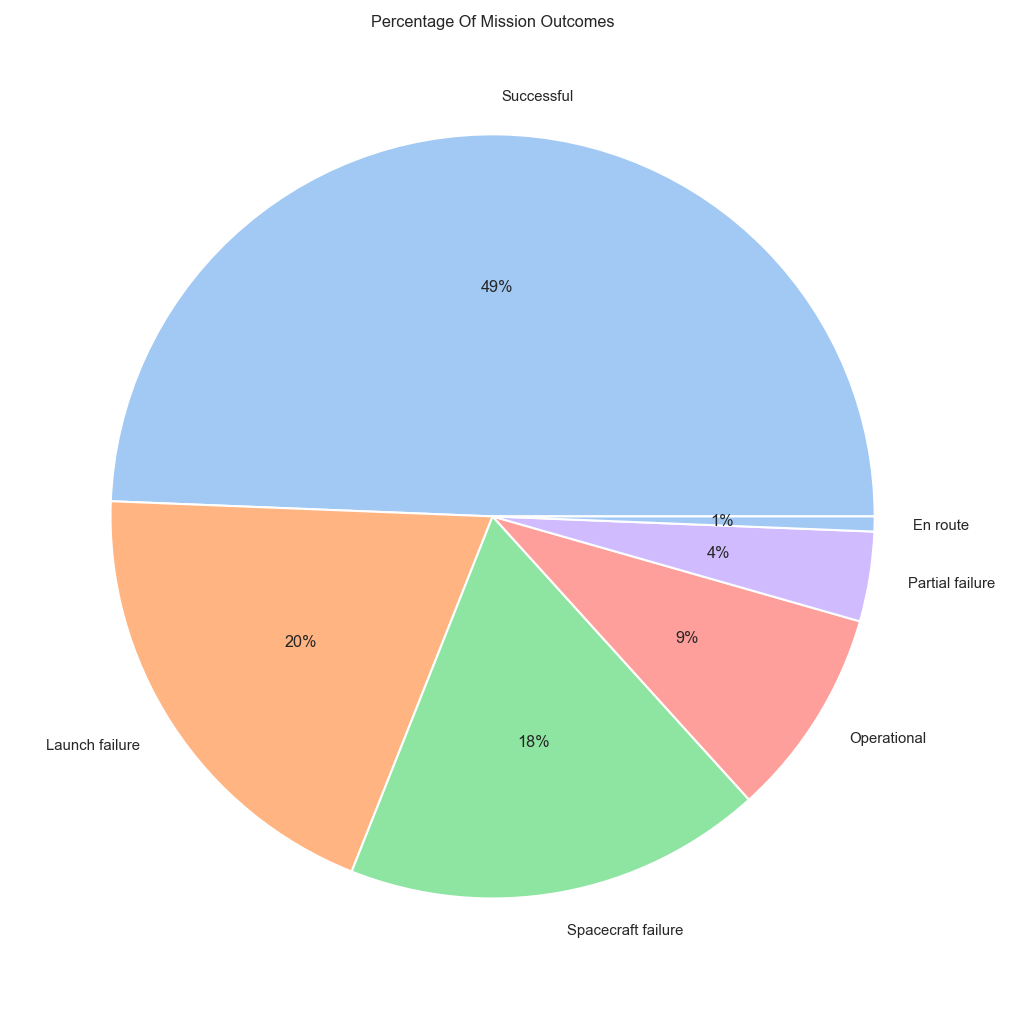 Percentage Of Mission Outcomes
Successful
49%
1%
En route
4%
Partial failure
9%
20%
Operational
Launch failure
18%
Spacecraft failure